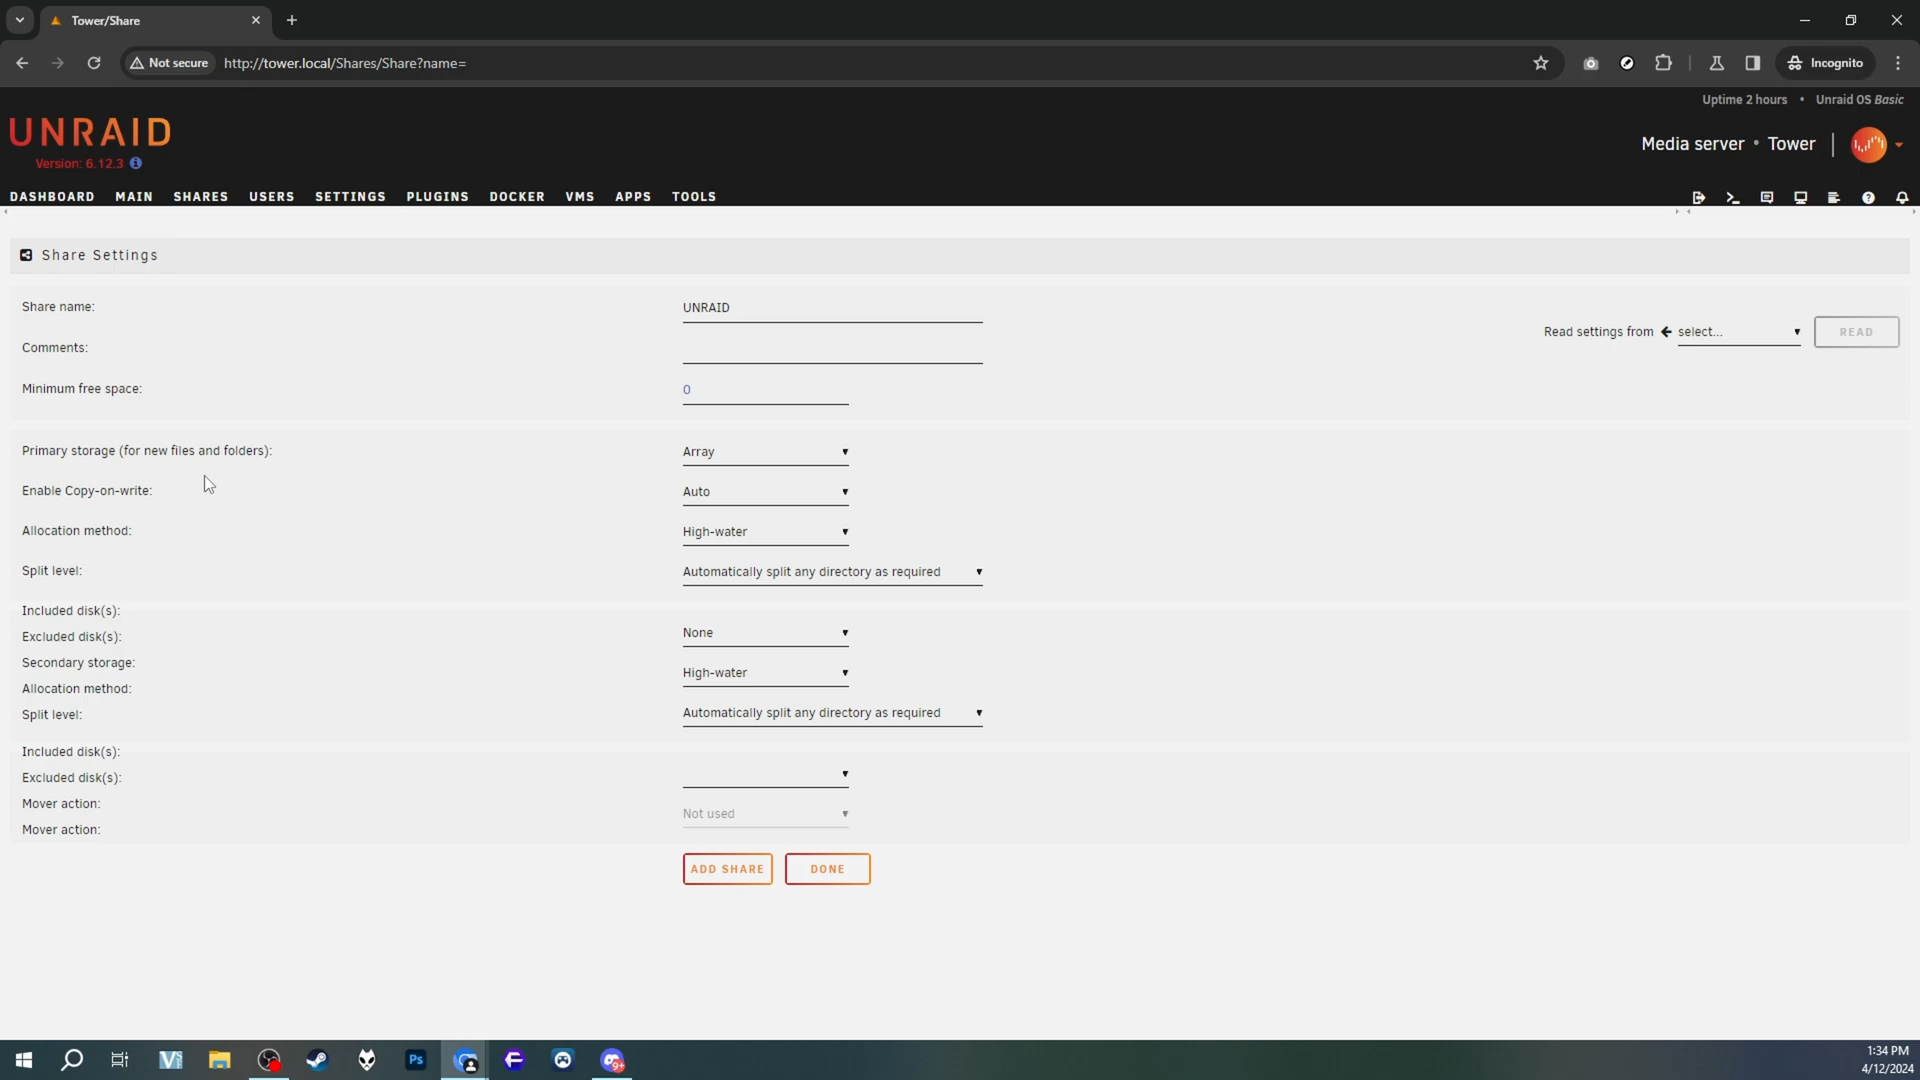 Tower/Share
Not secure http://tower.local/Shares/Share?name= Incognito
Uptime 2 hours • Unraid OS Basic
UNRAID
Version: 6.12.3
Media server • Tower
DASHBOARD MAIN SHARES USERS SETTINGS PLUGINS DOCKER VMS APPS TOOLS
Share Settings
Share name: UNRAID
Read settings from select... READ
Comments:
Minimum free space: 0
Primary storage (for new files and folders): Array
Enable Copy-on-write: Auto
Allocation method: High-water
Split level: Automatically split any directory as required
Included disk(s):
Excluded disk(s): None
Secondary storage:
Allocation method: High-water
Split level: Automatically split any directory as required
Included disk(s):
Excluded disk(s):
Mover action: Not used
Mover action:
ADD SHARE DONE
Ps
9+
1:34 PM
4/12/2024